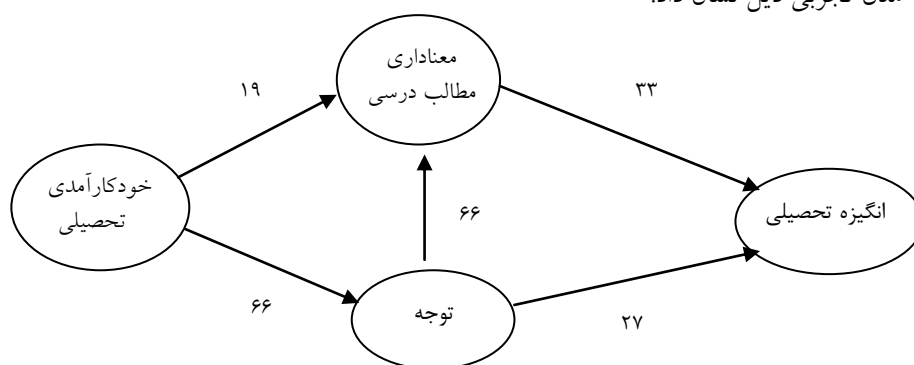 معناداری
مطالب درسی
۱۹
۳۳
خودکارآمدی
تحصیلی
انگیزه تحصیلی
۶۶
۶۶
توجه
۲۷